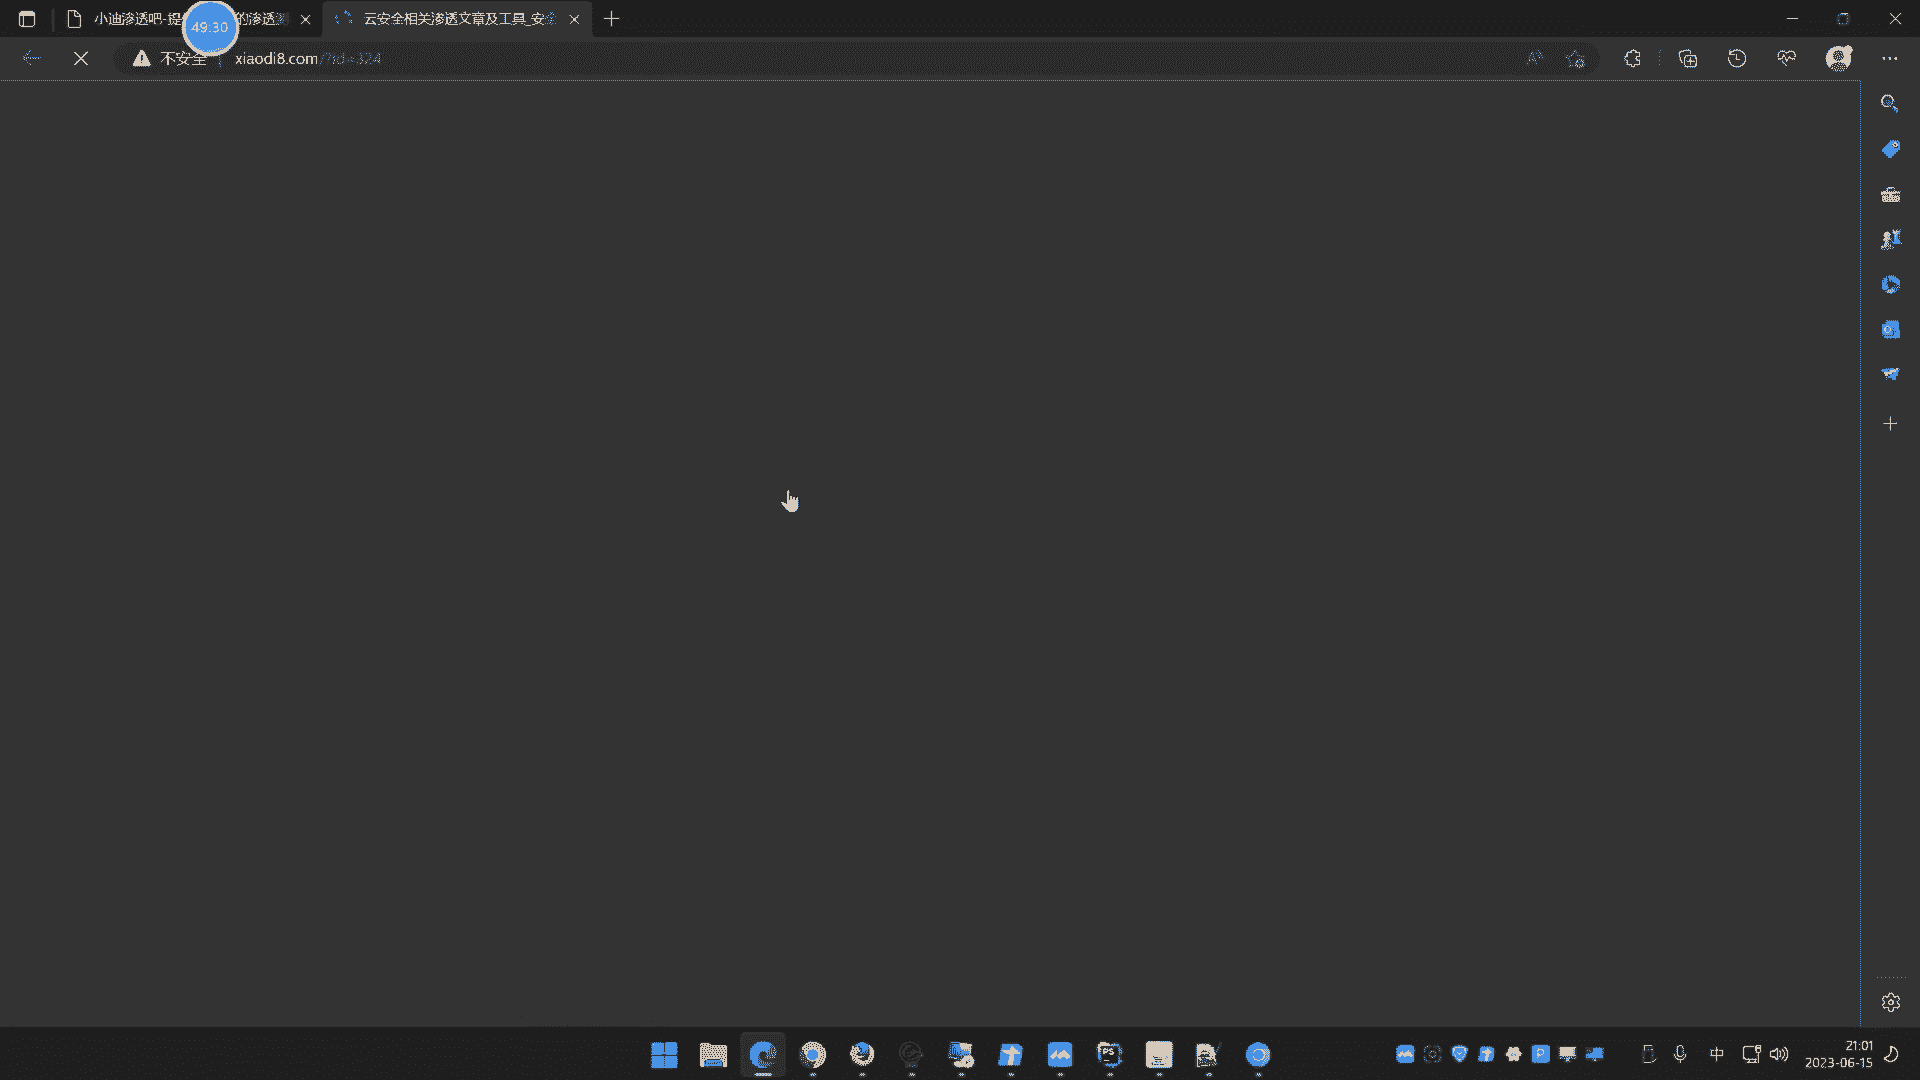 小迪渗透吧-提
的渗透
云安全相关渗透文章及工具_安全
49:30
不安全
xiaodi8.com/?id=324
PS
P
中
21:01
2023-06-15